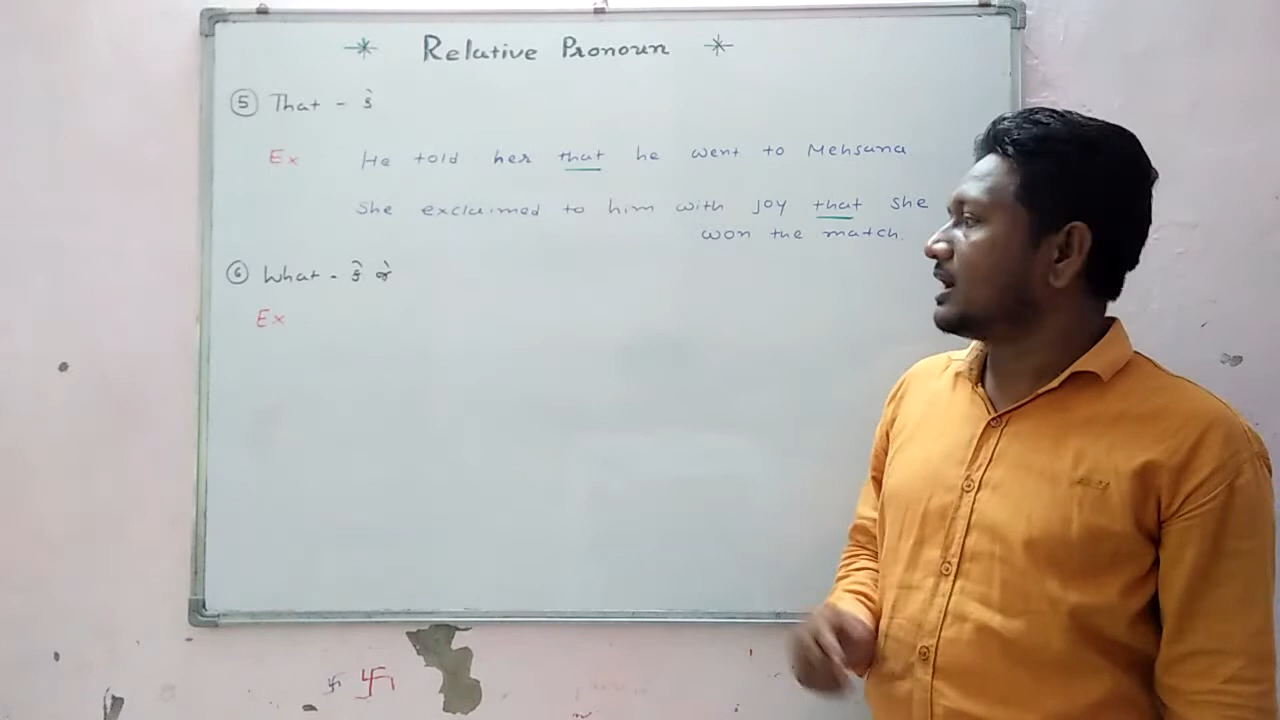 * Relative Pronoun *
⑤ That - કે
Ex He told her that he went to Mehsana
She exclaimed to him with joy that she
won the match.
⑥ What - કે જે
Ex